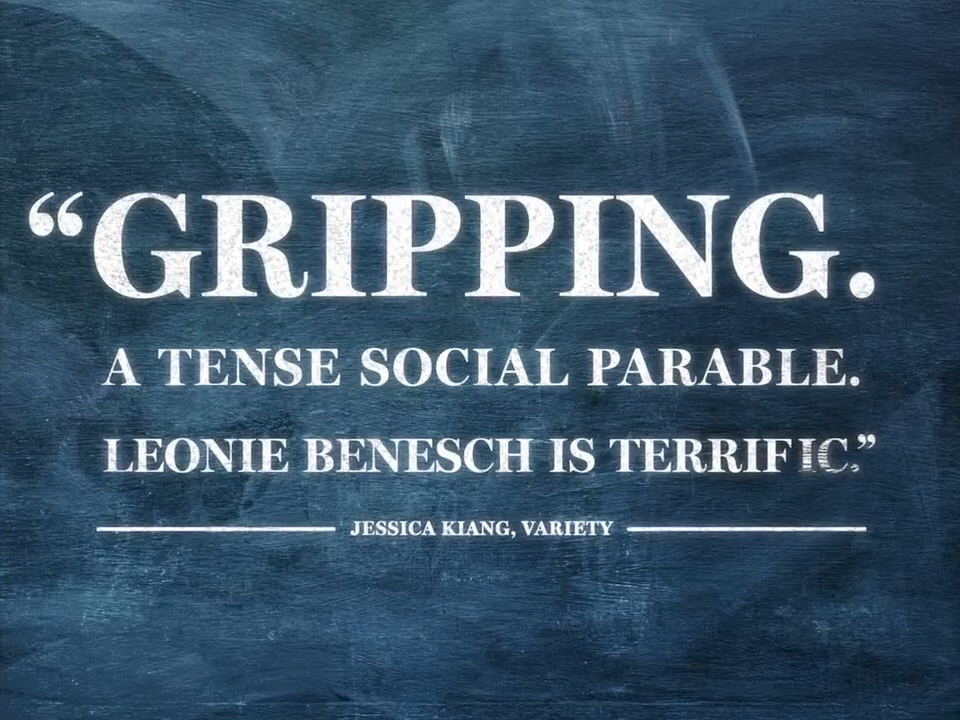 “GRIPPING.
A TENSE SOCIAL PARABLE.
LEONIE BENESCH IS TERRIFIC.”
JESSICA KIANG, VARIETY